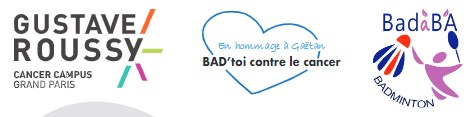 GUSTAVE
ROUSSY
CANCER CAMPUS
GRAND PARIS
En hommage à Gaëtan
BAD'toi contre le cancer
BadàBA
BADMINTON